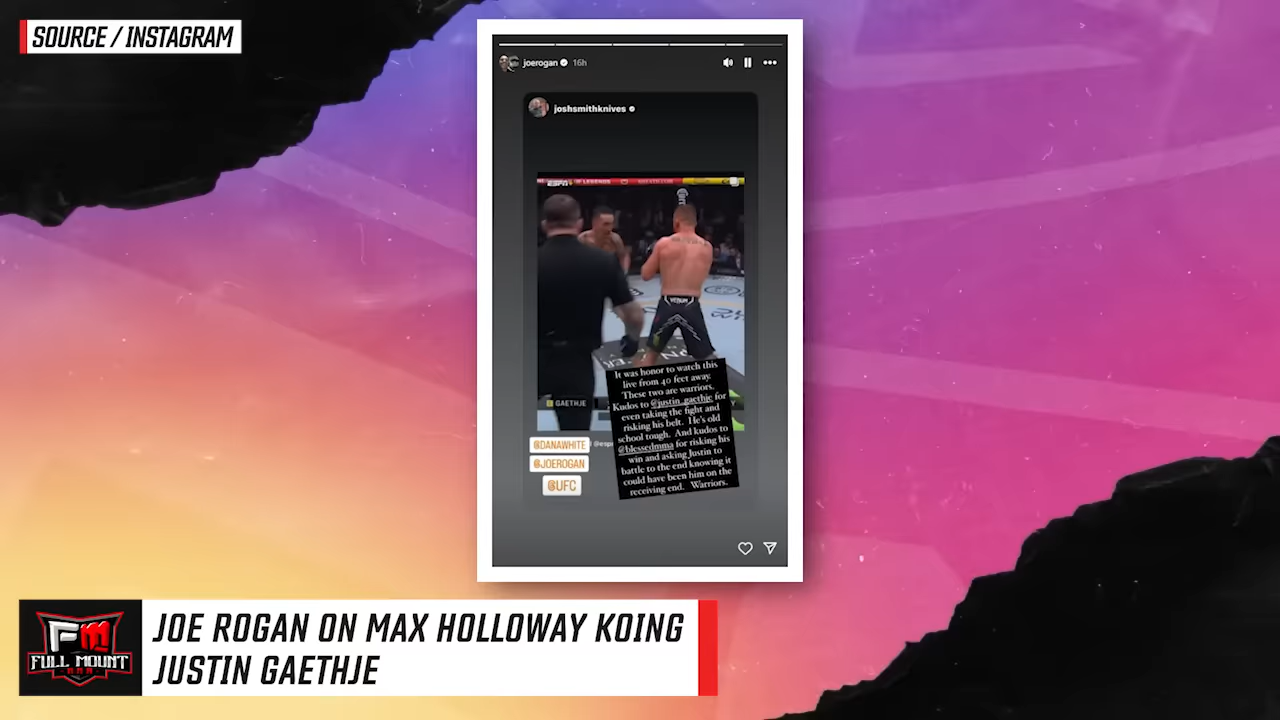 SOURCE / INSTAGRAM
joerogan 16h
joshsmithknives
ESPN+
GAETHJE
It was honor to watch this
live from 40 feet away.
These two are warriors.
Kudos to @justin_gaethje for
even taking the fight and
risking his belt. He's old
school tough. And kudos to
@blessedmma for risking his
win and asking Justin to
battle to the end knowing it
could have been him on the
receiving end. Warriors.
@DANAWHITE
@JOEROGAN
@UFC
FM
FULL MOUNT
MMA
JOE ROGAN ON MAX HOLLOWAY KOING
JUSTIN GAETHJE